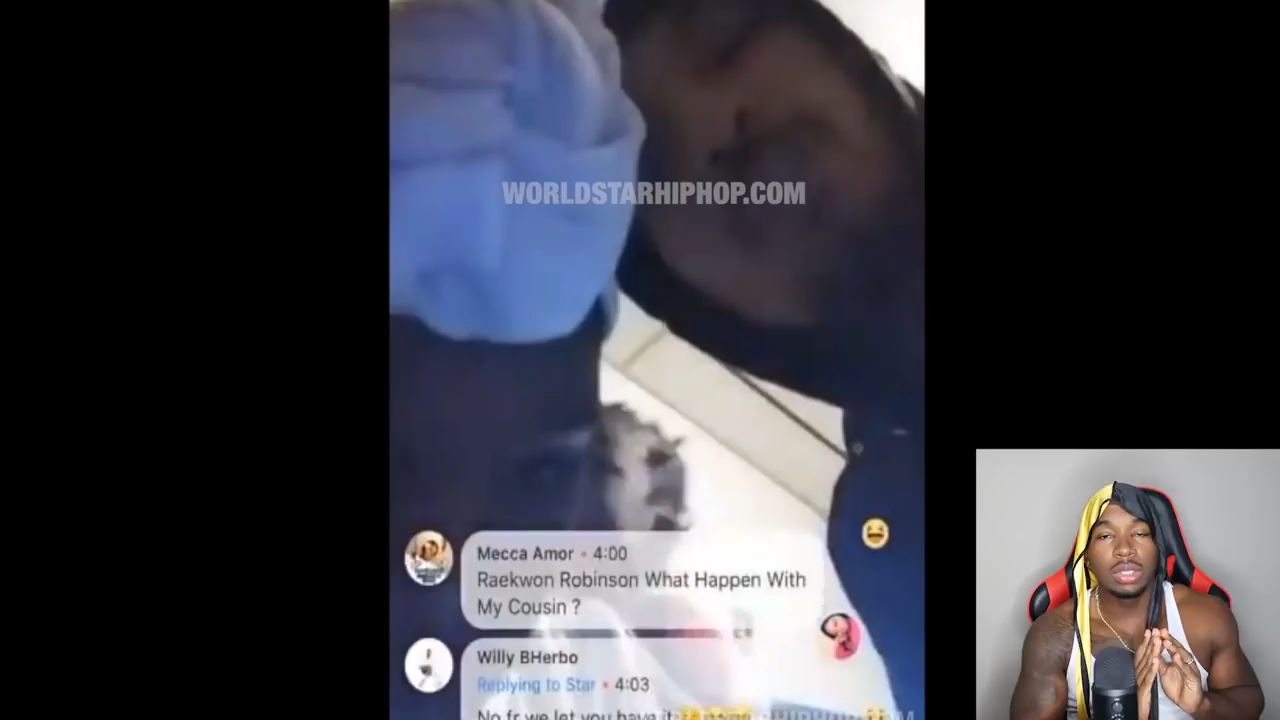 WORLDSTARHIPHOP.COM
Mecca Amor • 4:00
Raekwon Robinson What Happen With
My Cousin ?
Willy BHerbo
Replying to Star • 4:03
No fr we let you have it